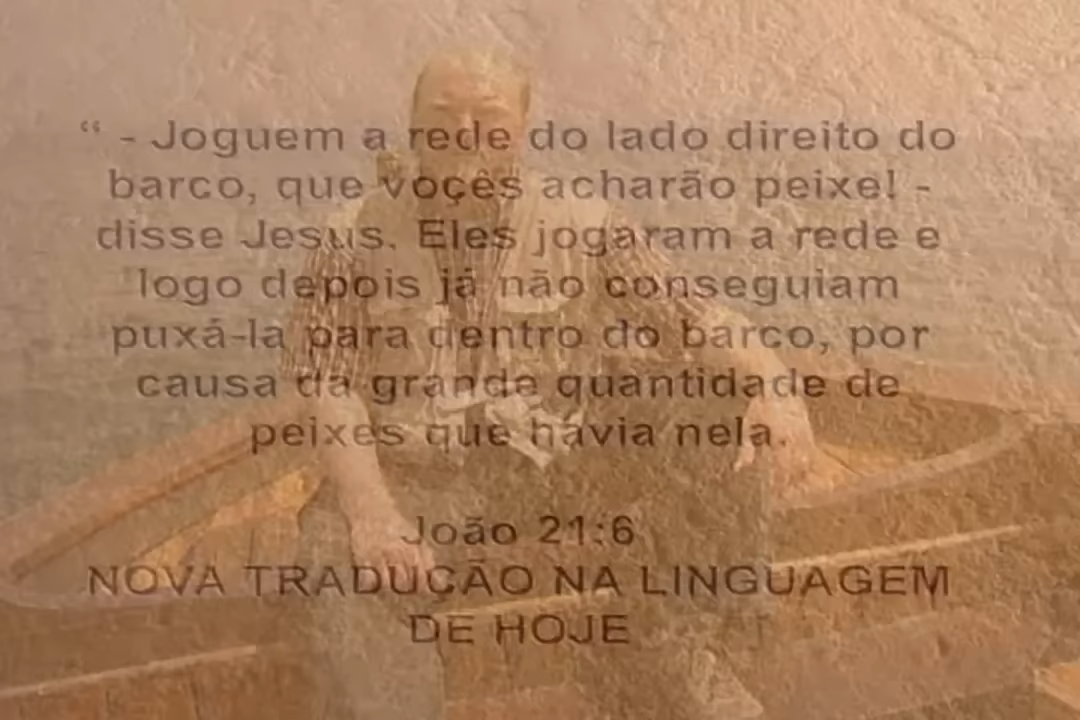 “ - Joguem a rede do lado direito do
barco, que voçês acharão peixe! -
disse Jesus. Eles jogaram a rede e
logo depois já não conseguiam
puxá-la para dentro do barco, por
causa da grande quantidade de
peixes que havia nela.
João 21:6
NOVA TRADUÇÃO NA LINGUAGEM
DE HOJE